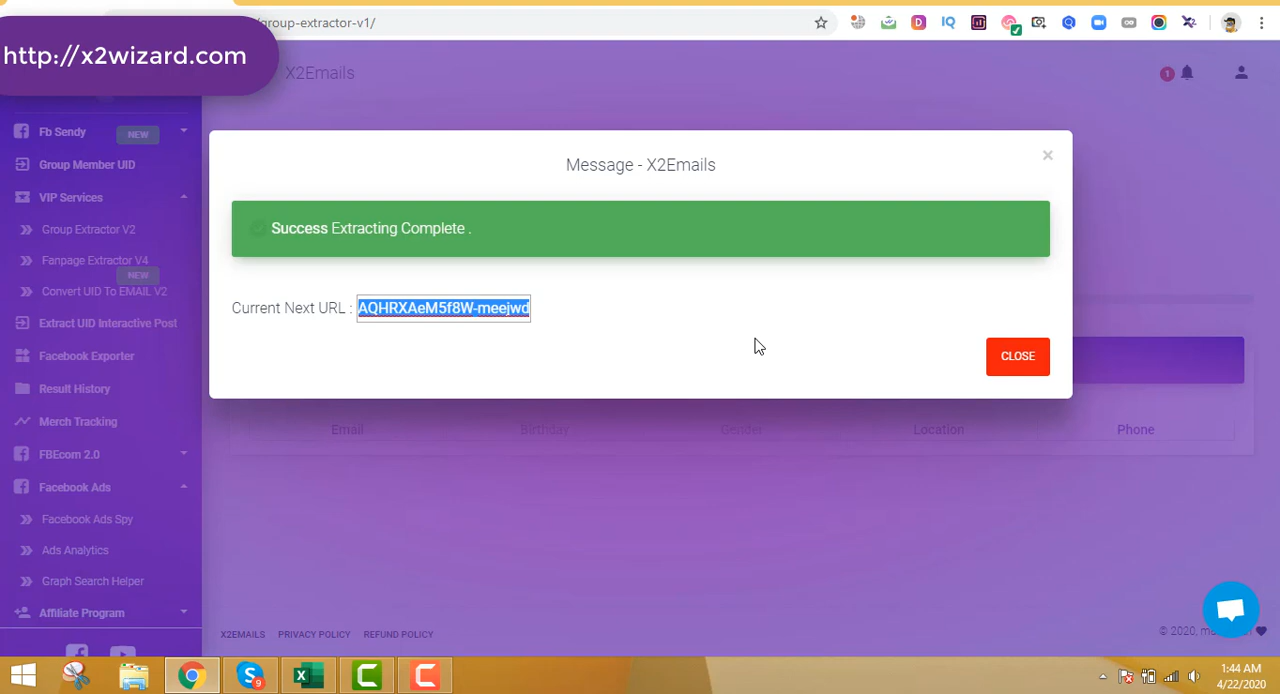 /group-extractor-v1/
http://x2wizard.com
X2Emails
1
Fb Sendy
NEW
Group Member UID
VIP Services
Group Extractor V2
Fanpage Extractor V4
NEW
Convert UID To EMAIL V2
Extract UID Interactive Post
Facebook Exporter
Result History
Merch Tracking
FBEcom 2.0
Facebook Ads
Facebook Ads Spy
Ads Analytics
Graph Search Helper
Affiliate Program
Message - X2Emails
×
Success Extracting Complete .
Current Next URL : AQHRXAeM5f8W-meejwd
CLOSE
Email Birthday Gender Location Phone
X2EMAILS PRIVACY POLICY REFUND POLICY
© 2020,
1:44 AM
4/22/2020